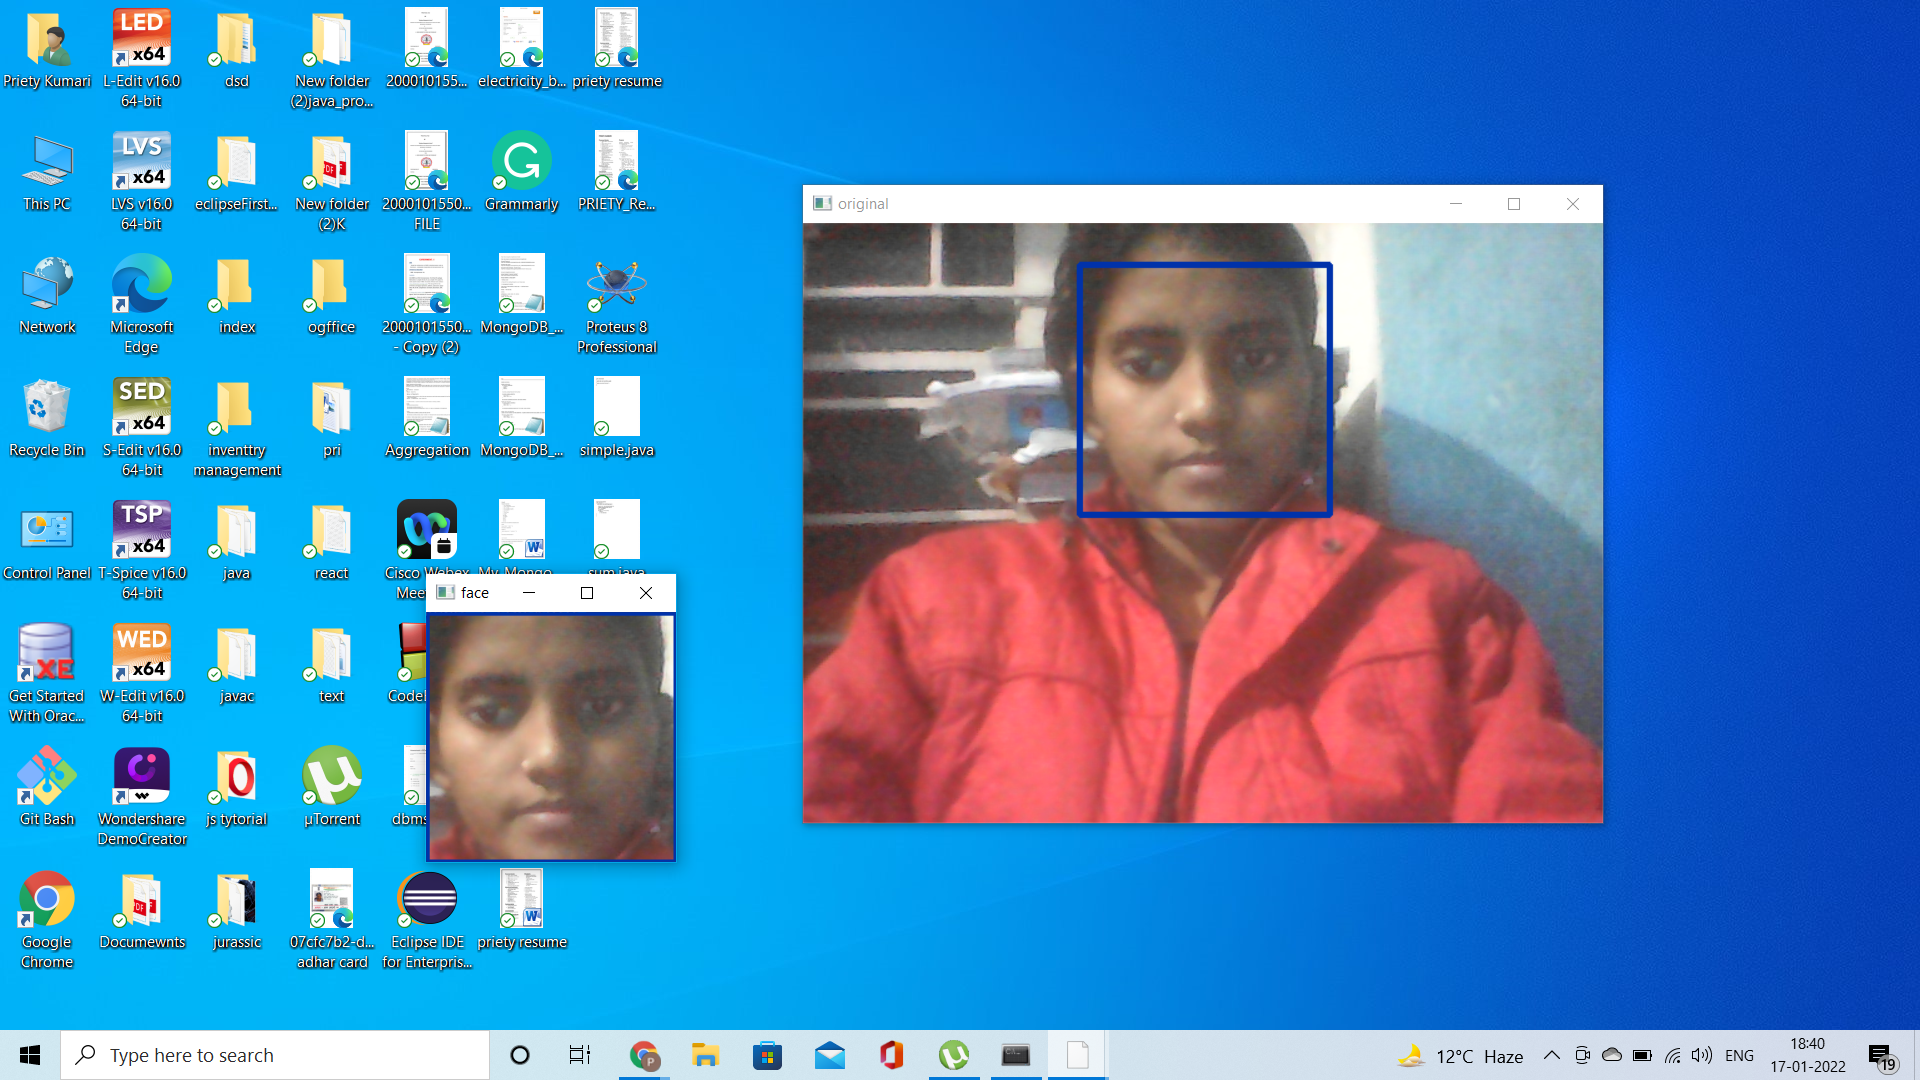 Priety Kumari
LED
x64
L-Edit v16.0
64-bit
dsd
New folder
(2)java_pro...
200010155...
electricity_b...
priety resume
This PC
LVS
x64
LVS v16.0
64-bit
eclipseFirst...
PDF
New folder
(2)K
2000101550...
FILE
G
Grammarly
PRIETY_Re...
Network
Microsoft
Edge
index
ogffice
2000101550...
- Copy (2)
MongoDB_...
Proteus 8
Professional
Recycle Bin
SED
x64
S-Edit v16.0
64-bit
inventtry
management
pri
Aggregation
MongoDB_...
simple.java
Control Panel
TSP
x64
T-Spice v16.0
64-bit
java
react
Cisco Webex
Mee
W
My Mongo
sum.java
XE
Get Started
With Orac...
WED
x64
W-Edit v16.0
64-bit
javac
text
Code
Git Bash
Wondershare
DemoCreator
js tytorial
µ
µTorrent
dbms
Google
Chrome
PDF
Documewnts
jurassic
07cfc7b2-d...
adhar card
Eclipse IDE
for Enterpris...
W
priety resume
face
original
Type here to search
P
12°C Haze
ENG
18:40
17-01-2022
19